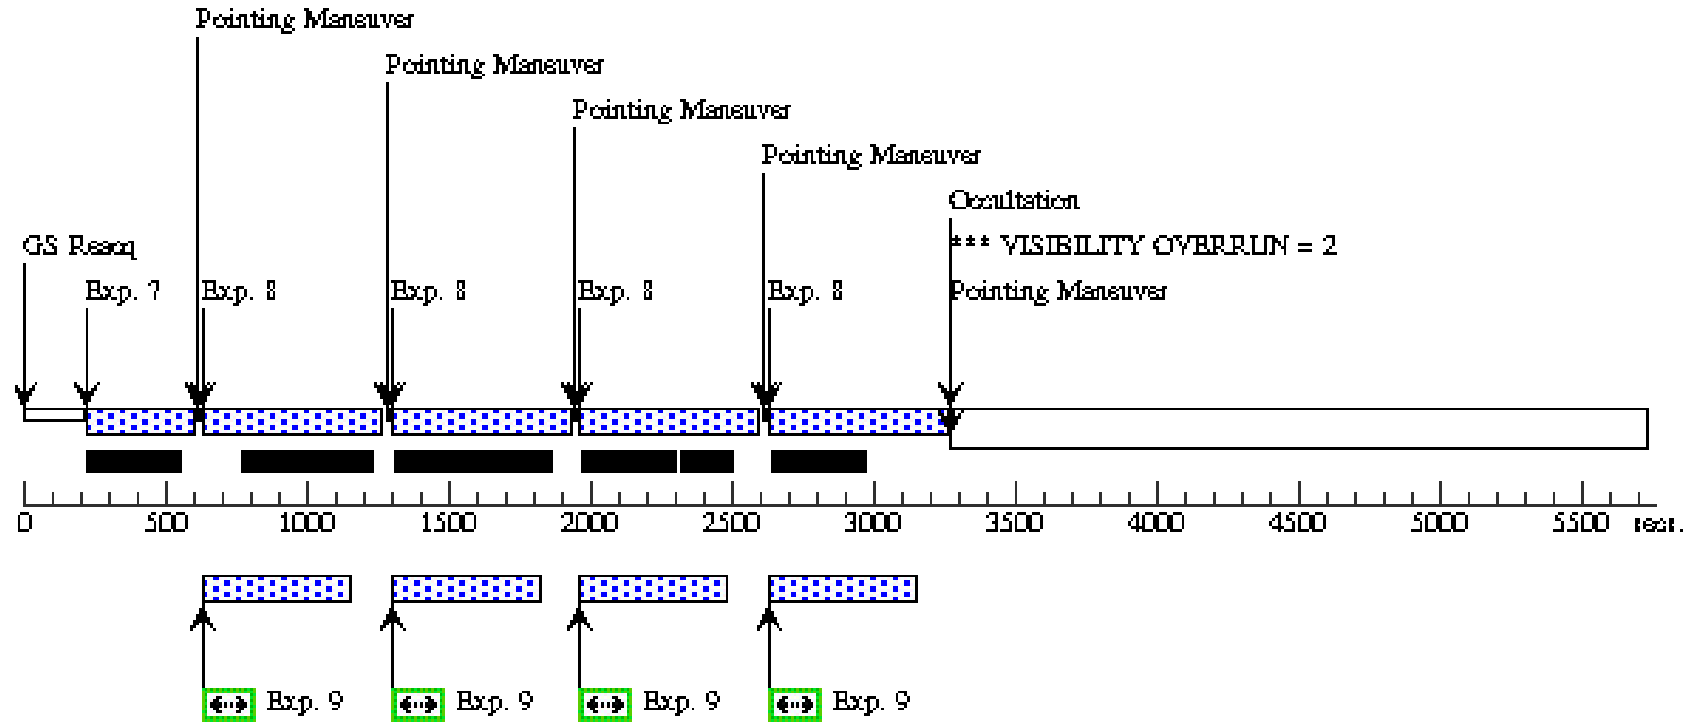 Pointing Maneuver
Pointing Maneuver
Pointing Maneuver
Pointing Maneuver
Occultation
GS Reacq
*** VISIBILITY OVERRUN = 2
Exp. 7 Exp. 8 Exp. 8 Exp. 8 Exp. 8 Pointing Maneuver
0 500 1000 1500 2000 2500 3000 3500 4000 4500 5000 5500 secs.
Exp. 9 Exp. 9 Exp. 9 Exp. 9